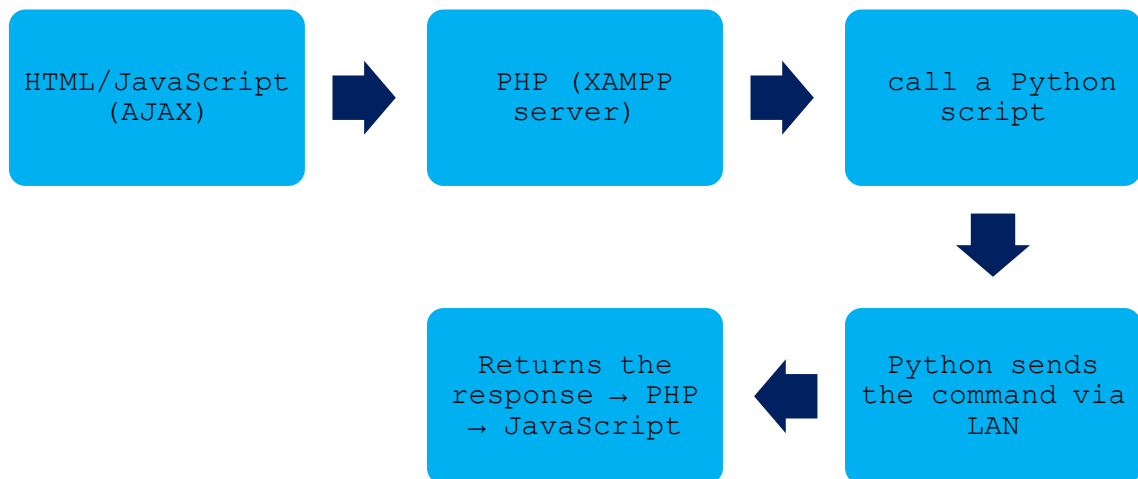 HTML/JavaScript
(AJAX)
PHP (XAMPP
server)
call a Python
script
Python sends
the command via
LAN
Returns the
response → PHP
→ JavaScript